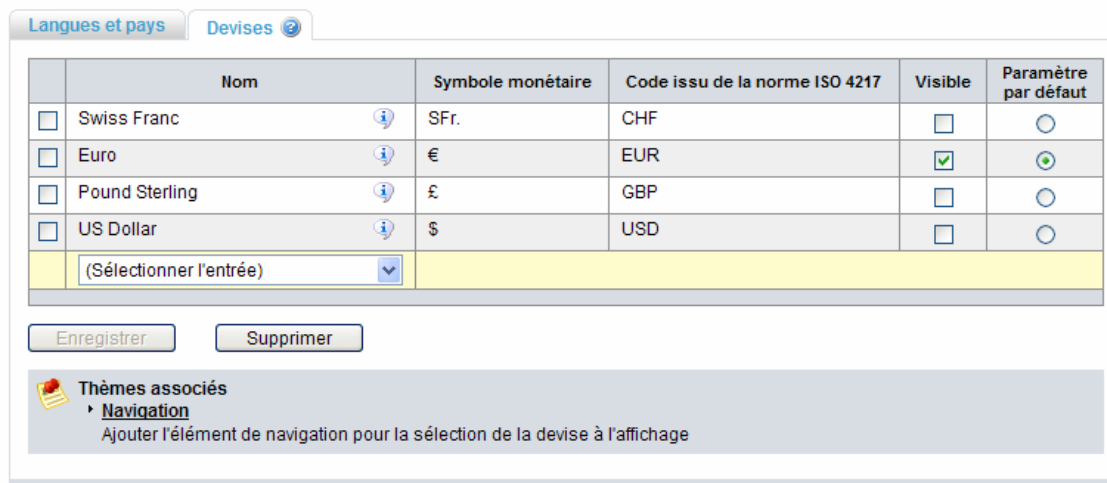 Langues et pays Devises
Nom Symbole monétaire Code issu de la norme ISO 4217 Visible Paramètre par défaut
Swiss Franc SFr. CHF
Euro € EUR
Pound Sterling £ GBP
US Dollar $ USD
(Sélectionner l'entrée)
Enregistrer Supprimer
Thèmes associés
Navigation
Ajouter l'élément de navigation pour la sélection de la devise à l'affichage